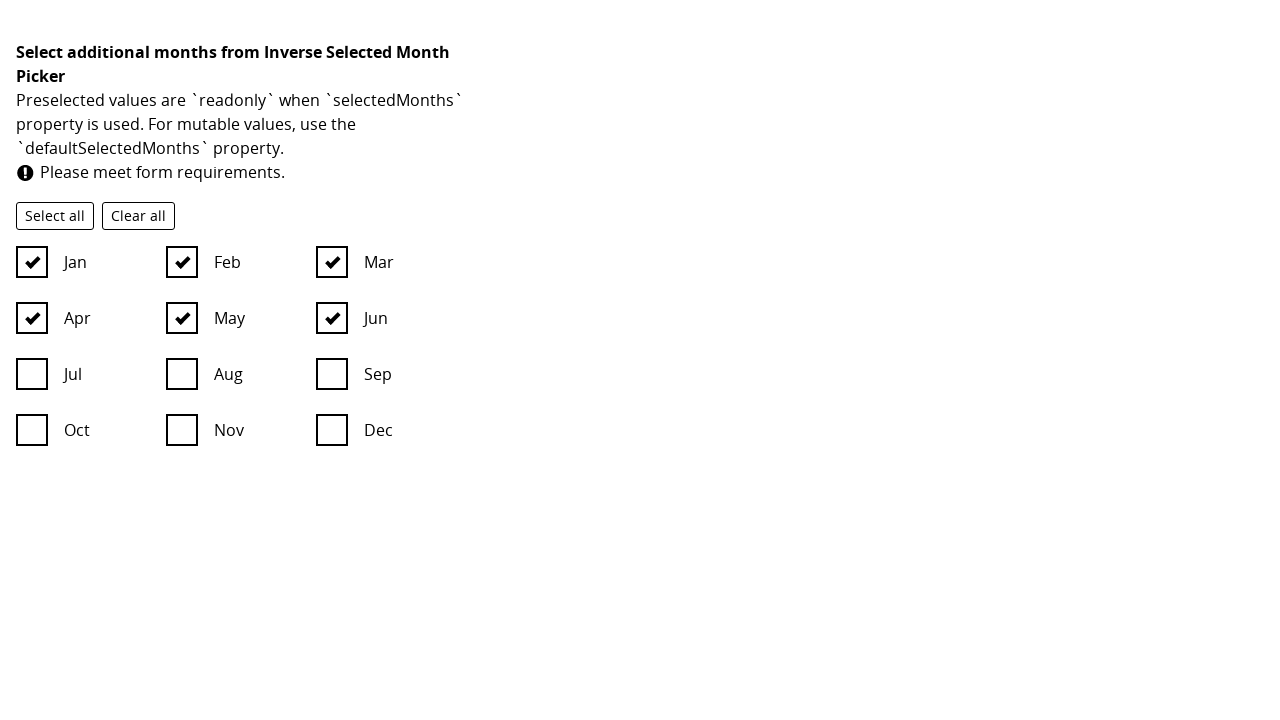 Select additional months from Inverse Selected Month
Picker
Preselected values are `readonly` when `selectedMonths`
property is used. For mutable values, use the
`defaultSelectedMonths` property.
Please meet form requirements.
Select all Clear all
Jan Feb Mar
Apr May Jun
Jul Aug Sep
Oct Nov Dec